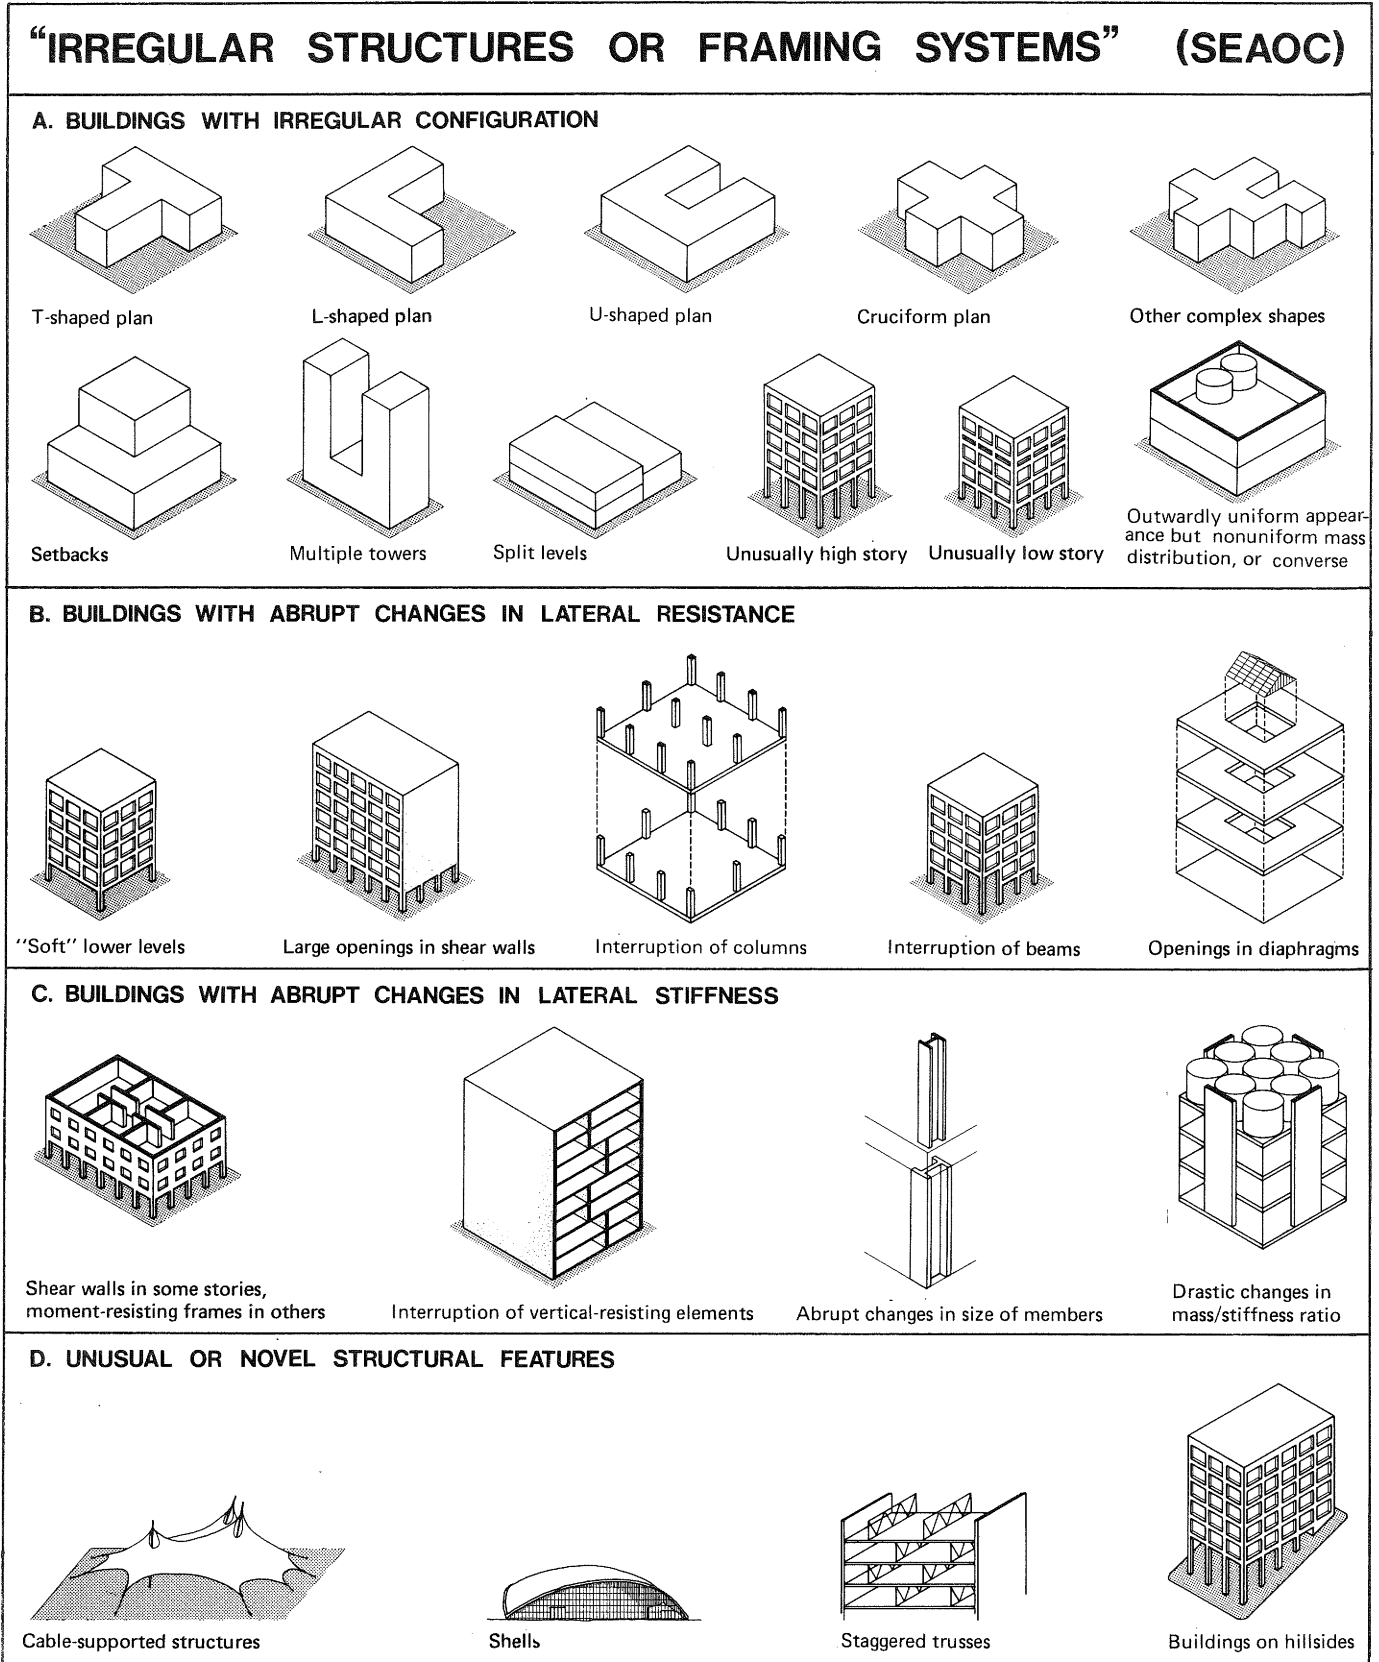 “IRREGULAR STRUCTURES OR FRAMING SYSTEMS” (SEAOC)
A. BUILDINGS WITH IRREGULAR CONFIGURATION
T-shaped plan
L-shaped plan
U-shaped plan
Cruciform plan
Other complex shapes
Setbacks
Multiple towers
Split levels
Unusually high story
Unusually low story
Outwardly uniform appear-
ance but nonuniform mass
distribution, or converse
B. BUILDINGS WITH ABRUPT CHANGES IN LATERAL RESISTANCE
“Soft” lower levels
Large openings in shear walls
Interruption of columns
Interruption of beams
Openings in diaphragms
C. BUILDINGS WITH ABRUPT CHANGES IN LATERAL STIFFNESS
Shear walls in some stories,
moment-resisting frames in others
Interruption of vertical-resisting elements
Abrupt changes in size of members
Drastic changes in
mass/stiffness ratio
D. UNUSUAL OR NOVEL STRUCTURAL FEATURES
Cable-supported structures
Shells
Staggered trusses
Buildings on hillsides